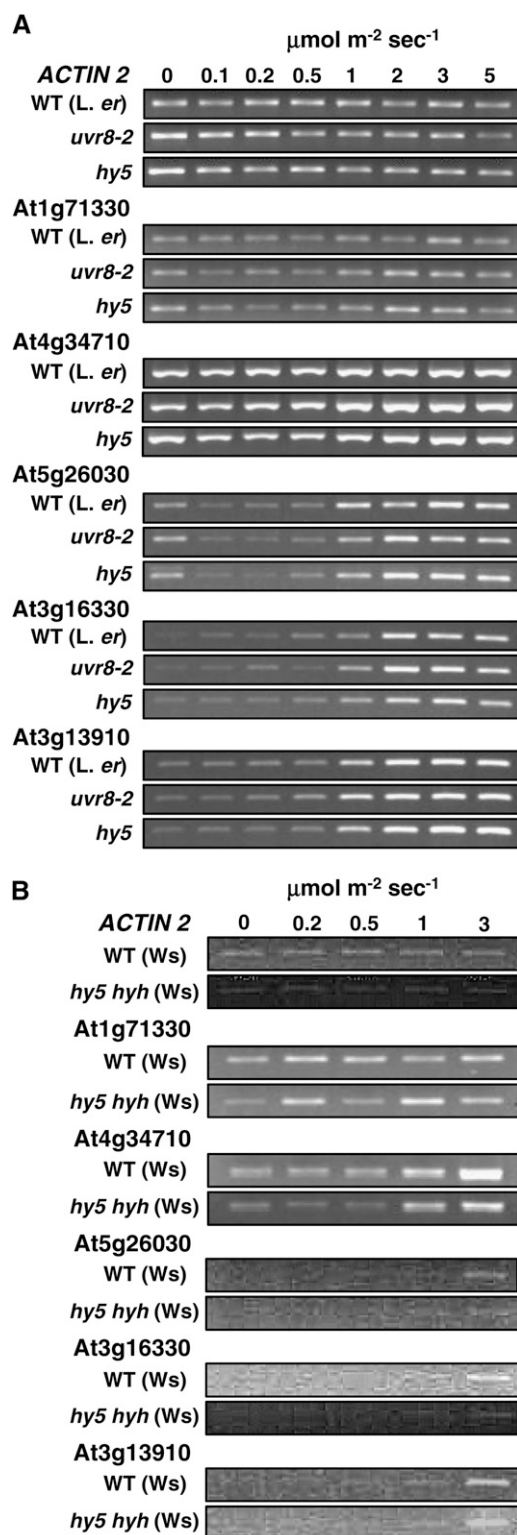 A
μmol m-2 sec-1
ACTIN 2 0 0.1 0.2 0.5 1 2 3 5
WT (L. er)
uvr8-2
hy5
At1g71330
WT (L. er)
uvr8-2
hy5
At4g34710
WT (L. er)
uvr8-2
hy5
At5g26030
WT (L. er)
uvr8-2
hy5
At3g16330
WT (L. er)
uvr8-2
hy5
At3g13910
WT (L. er)
uvr8-2
hy5
B
μmol m-2 sec-1
ACTIN 2 0 0.2 0.5 1 3
WT (Ws)
hy5 hyh (Ws)
At1g71330
WT (Ws)
hy5 hyh (Ws)
At4g34710
WT (Ws)
hy5 hyh (Ws)
At5g26030
WT (Ws)
hy5 hyh (Ws)
At3g16330
WT (Ws)
hy5 hyh (Ws)
At3g13910
WT (Ws)
hy5 hyh (Ws)